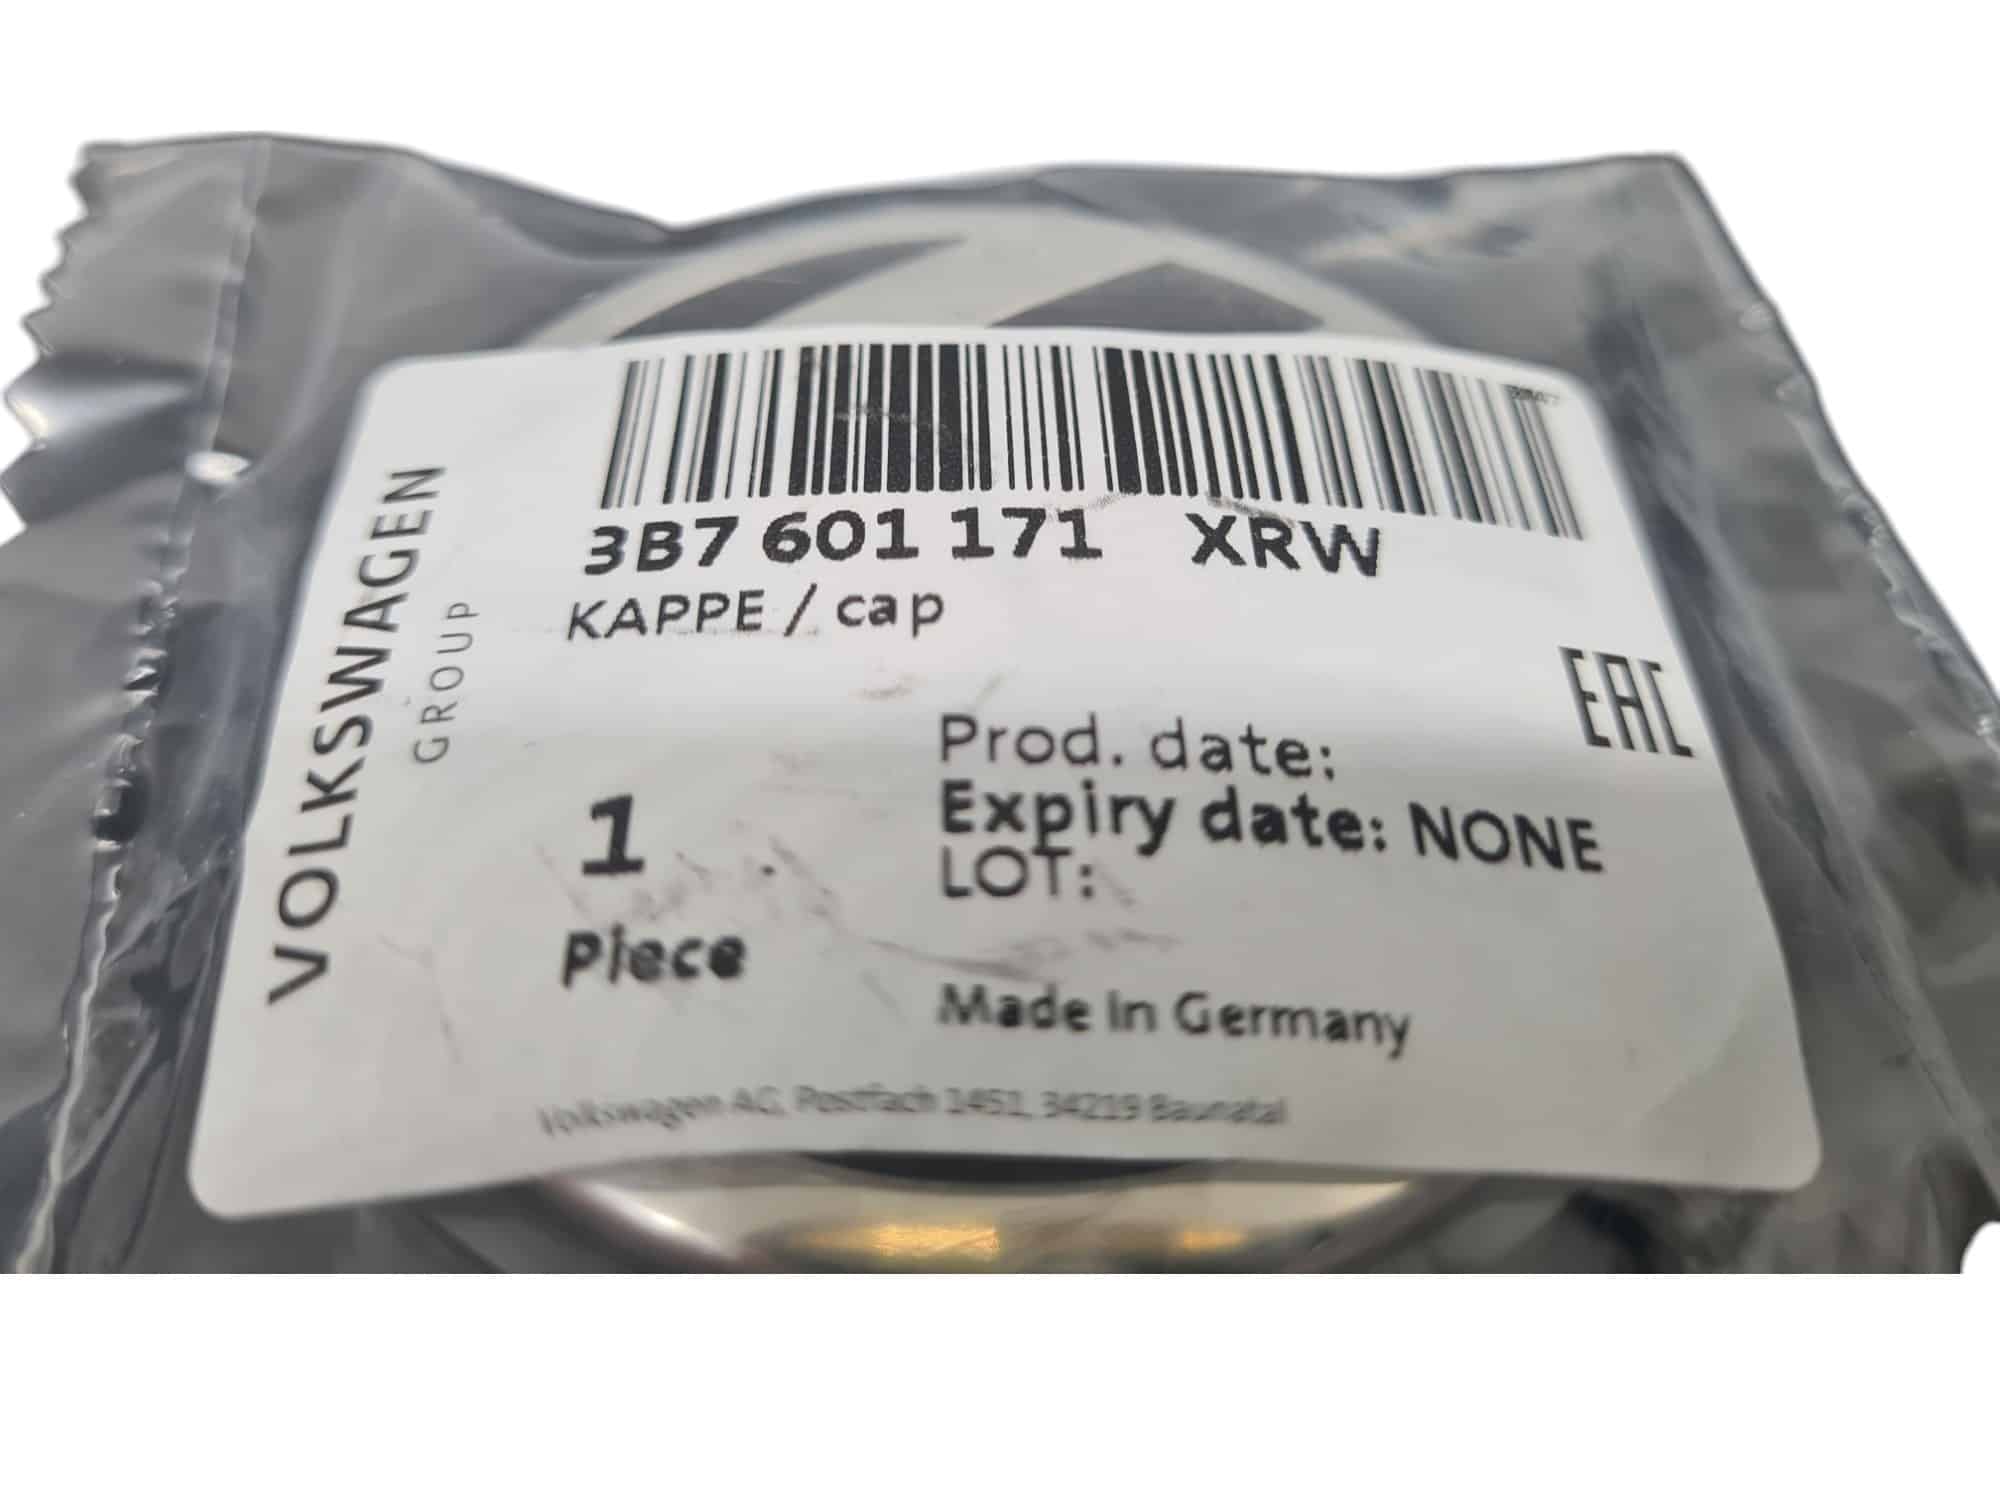 3B7 601 171 XRW
KAPPE / cap
VOLKSWAGEN
GROUP
EAC
Prod. date:
Expiry date: NONE
LOT:
1
Piece
Made in Germany
Volkswagen AG, Postfach 1451, 34219 Baunatal